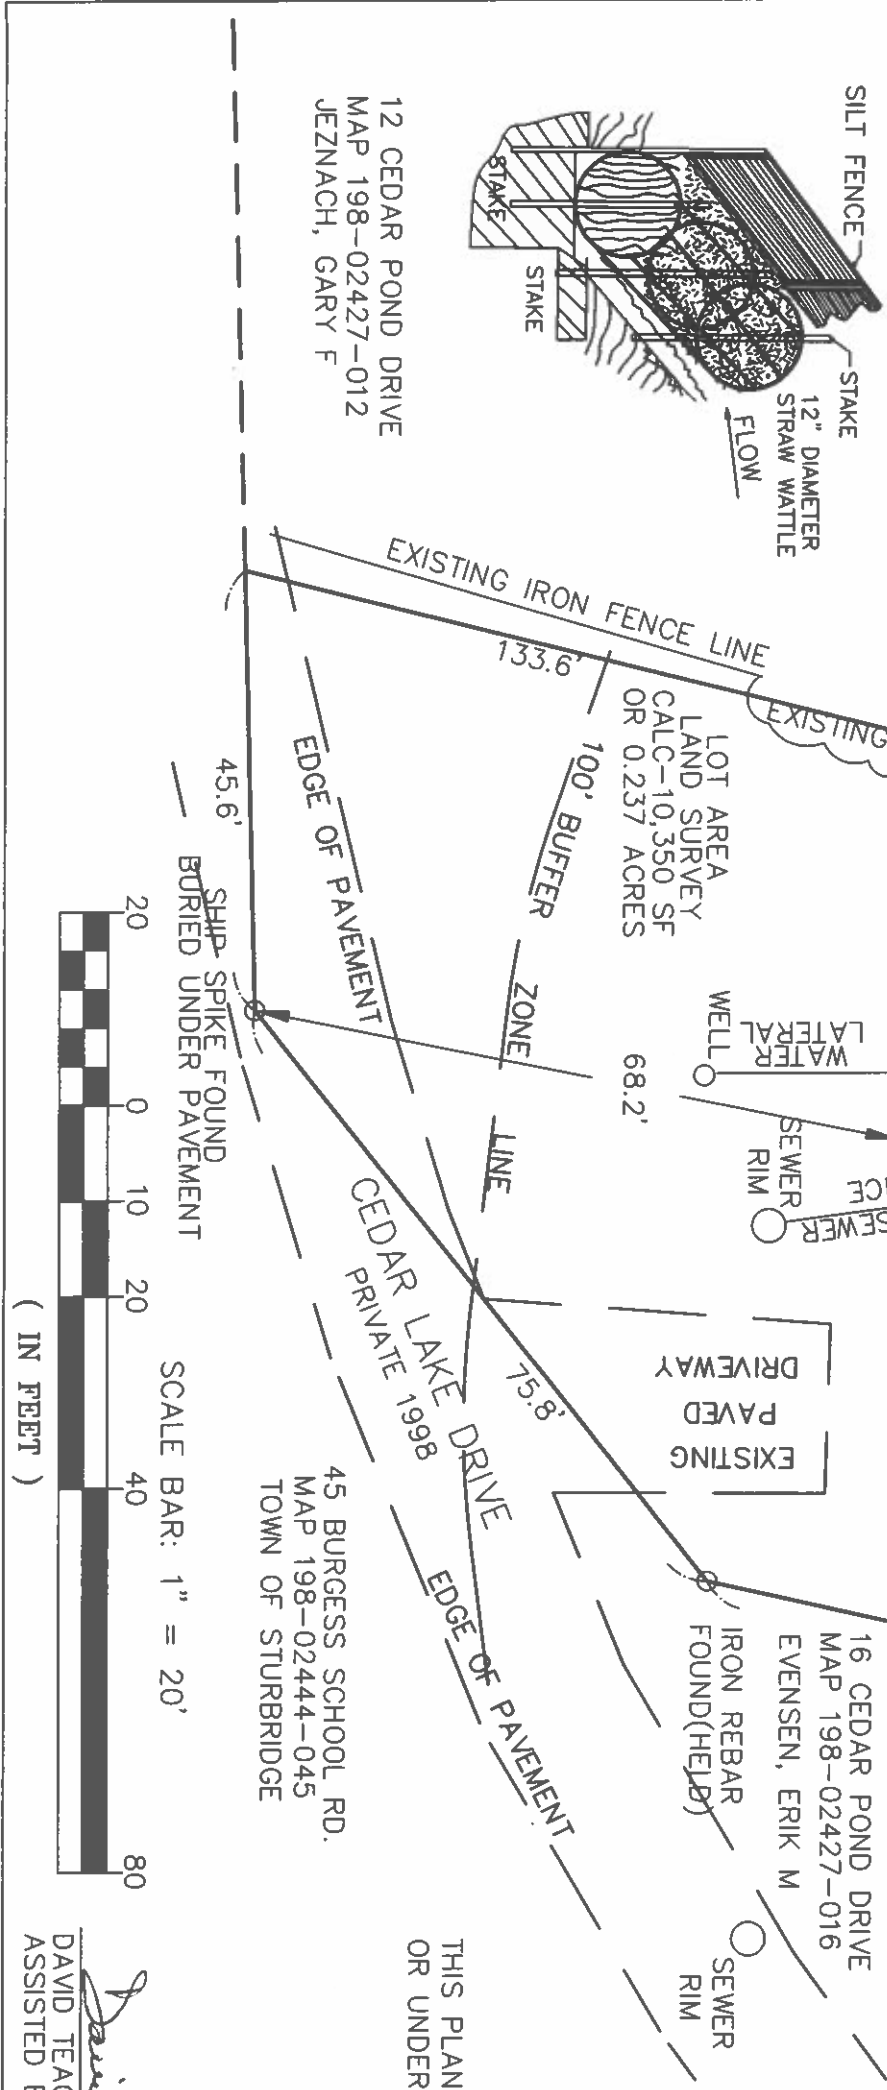 SILT FENCE
STAKE
12" DIAMETER
STRAW WATTLE
FLOW
STAKE
STAKE
12 CEDAR POND DRIVE
MAP 198-02427-012
JEZNACH, GARY F
EXISTING IRON FENCE LINE
133.6'
EXISTING
LOT AREA
LAND SURVEY
CALC-10,350 SF
OR 0.237 ACRES
100' BUFFER ZONE LINE
EDGE OF PAVEMENT
45.6'
SHIP SPIKE FOUND
BURIED UNDER PAVEMENT
68.2'
WELL
WATER
LATERAL
SEWER
RIM
SEWER
EXISTING
PAVED
DRIVEWAY
CEDAR LAKE DRIVE
PRIVATE 1998
75.8'
16 CEDAR POND DRIVE
MAP 198-02427-016
EVENSEN, ERIK M
IRON REBAR
FOUND(HELD)
SEWER
RIM
45 BURGESS SCHOOL RD.
MAP 198-02444-045
TOWN OF STURBRIDGE
EDGE OF PAVEMENT
20 0 10 20 40 80
SCALE BAR: 1" = 20'
( IN FEET )
THIS PLAN
OR UNDER
DAVID
ASSISTED